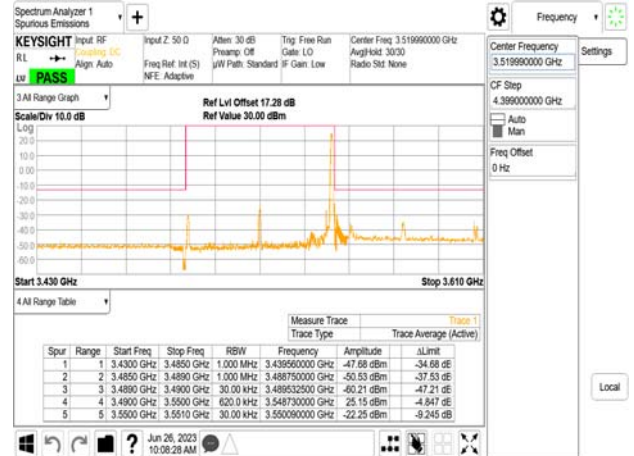 Spectrum Analyzer 1
Spurious Emissions
Frequency
KEYSIGHT
Input: RF
Coupling: DC
Align: Auto
Input Z: 50 Ω
Freq Ref: Int (S)
NFE: Adaptive
Atten: 30 dB
Preamp: Off
µW Path: Standard
Trig: Free Run
Gate: LO
IF Gain: Low
Center Freq: 3.519990000 GHz
Avg|Hold: 30/30
Radio Std: None
RL
LV PASS
Center Frequency
3.519990000 GHz
Settings
CF Step
4.399000000 GHz
Auto
Man
Freq Offset
0 Hz
Local
3 All Range Graph
Scale/Div 10.0 dB
Ref Lvl Offset 17.28 dB
Ref Value 30.00 dBm
Log
20.0
10.0
0.00
-10.0
-20.0
-30.0
-40.0
-50.0
-60.0
Start 3.430 GHz
Stop 3.610 GHz
4 All Range Table
Measure Trace Trace 1
Trace Type Trace Average (Active)
Spur Range Start Freq Stop Freq RBW Frequency Amplitude ΔLimit
1 1 3.4300 GHz 3.4850 GHz 1.000 MHz 3.439560000 GHz -47.68 dBm -34.68 dB
2 2 3.4850 GHz 3.4890 GHz 1.000 MHz 3.488750000 GHz -50.53 dBm -37.53 dB
3 3 3.4890 GHz 3.4900 GHz 30.00 kHz 3.489532500 GHz -60.21 dBm -47.21 dB
4 4 3.4900 GHz 3.5500 GHz 620.0 kHz 3.548730000 GHz 25.15 dBm -4.847 dB
5 5 3.5500 GHz 3.5510 GHz 30.00 kHz 3.550090000 GHz -22.25 dBm -9.245 dB
Jun 26, 2023
10:08:28 AM